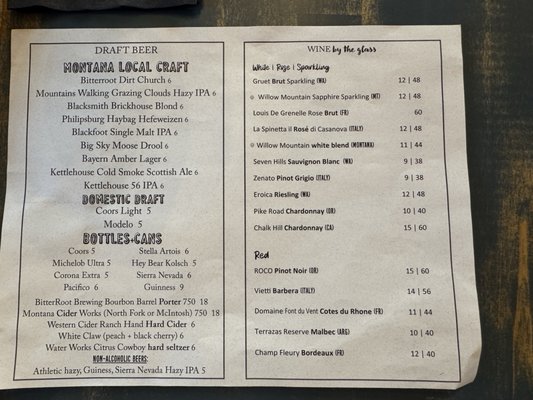 DRAFT BEER
MONTANA LOCAL CRAFT
Bitterroot Dirt Church 6
Mountains Walking Grazing Clouds Hazy IPA 6
Blacksmith Brickhouse Blond 6
Philipsburg Haybag Hefeweizen 6
Blackfoot Single Malt IPA 6
Big Sky Moose Drool 6
Bayern Amber Lager 6
Kettlehouse Cold Smoke Scottish Ale 6
Kettlehouse 56 IPA 6
DOMESTIC DRAFT
Coors Light 5
Modelo 5
BOTTLES-CANS
Coors 5 Stella Artois 6
Michelob Ultra 5 Hey Bear Kolsch 5
Corona Extra 5 Sierra Nevada 6
Pacifico 6 Guinness 9
BitterRoot Brewing Bourbon Barrel Porter 750 18
Montana Cider Works (North Fork or McIntosh) 750 18
Western Cider Ranch Hand Hard Cider 6
White Claw (peach + black cherry) 6
Water Works Citrus Cowboy hard seltzer 6
NON-ALCOHOLIC BEERS:
Athletic hazy, Guiness, Sierra Nevada Hazy IPA 5
WINE by the glass
White | Rose | Sparkling
Gruet Brut Sparkling (WA) 12 | 48
Willow Mountain Sapphire Sparkling (MT) 12 | 48
Louis De Grenelle Rose Brut (FR) 60
La Spinetta il Rosé di Casanova (ITALY) 12 | 48
Willow Mountain white blend (MONTANA) 11 | 44
Seven Hills Sauvignon Blanc (WA) 9 | 38
Zenato Pinot Grigio (ITALY) 9 | 38
Eroica Riesling (WA) 12 | 48
Pike Road Chardonnay (OR) 10 | 40
Chalk Hill Chardonnay (CA) 15 | 60
Red
ROCO Pinot Noir (OR) 15 | 60
Vietti Barbera (ITALY) 14 | 56
Domaine Font du Vent Cotes du Rhone (FR) 11 | 44
Terrazas Reserve Malbec (ARG) 10 | 40
Champ Fleury Bordeaux (FR) 12 | 40